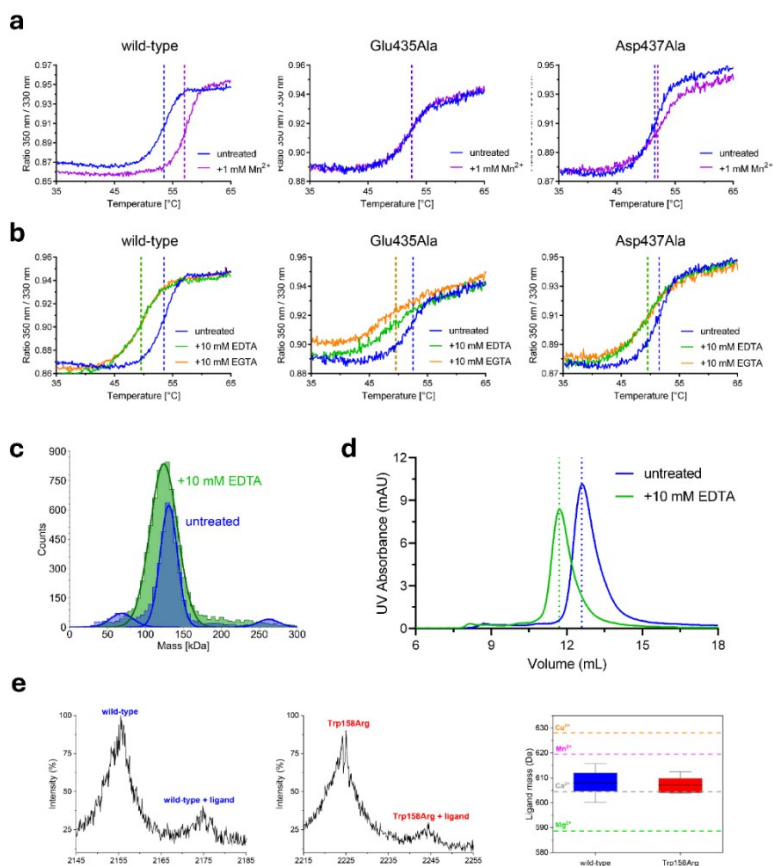 a
wild-type
Glu435Ala
Asp437Ala
Ratio 350 nm / 330 nm
0.97
0.95
0.93
0.91
0.89
0.87
0.85
untreated
+1 mM Mn2+
35 45 55 65
Temperature [°C]
Ratio 350 nm / 330 nm
0.96
0.94
0.92
0.90
0.88
untreated
+1 mM Mn2+
35 45 55 65
Temperature [°C]
Ratio 350 nm / 330 nm
0.95
0.93
0.91
0.89
0.87
untreated
+1 mM Mn2+
35 45 55 65
Temperature [°C]
b
wild-type
Glu435Ala
Asp437Ala
Ratio 350 nm / 330 nm
0.96
0.94
0.92
0.90
0.88
0.86
untreated
+10 mM EDTA
+10 mM EGTA
35 45 55 65
Temperature [°C]
Ratio 350 nm / 330 nm
0.96
0.94
0.92
0.90
0.88
untreated
+10 mM EDTA
+10 mM EGTA
35 45 55 65
Temperature [°C]
Ratio 350 nm / 330 nm
0.95
0.93
0.91
0.89
0.87
untreated
+10 mM EDTA
+10 mM EGTA
35 45 55 65
Temperature [°C]
c
Counts
900
750
600
450
300
150
0
+10 mM EDTA
untreated
0 50 100 150 200 250 300
Mass [kDa]
d
UV Absorbance (mAU)
12
9
6
3
0
untreated
+10 mM EDTA
6 9 12 15 18
Volume (mL)
e
Intensity (%)
100
75
50
25
wild-type
wild-type + ligand
2145 2155 2165 2175 2185
Intensity (%)
100
75
50
25
Trp158Arg
Trp158Arg + ligand
2215 2225 2235 2245 2255
Ligand mass (Da)
630
620
610
600
590
580
Cu2+
Mn2+
Ca2+
Mg2+
wild-type
Trp158Arg